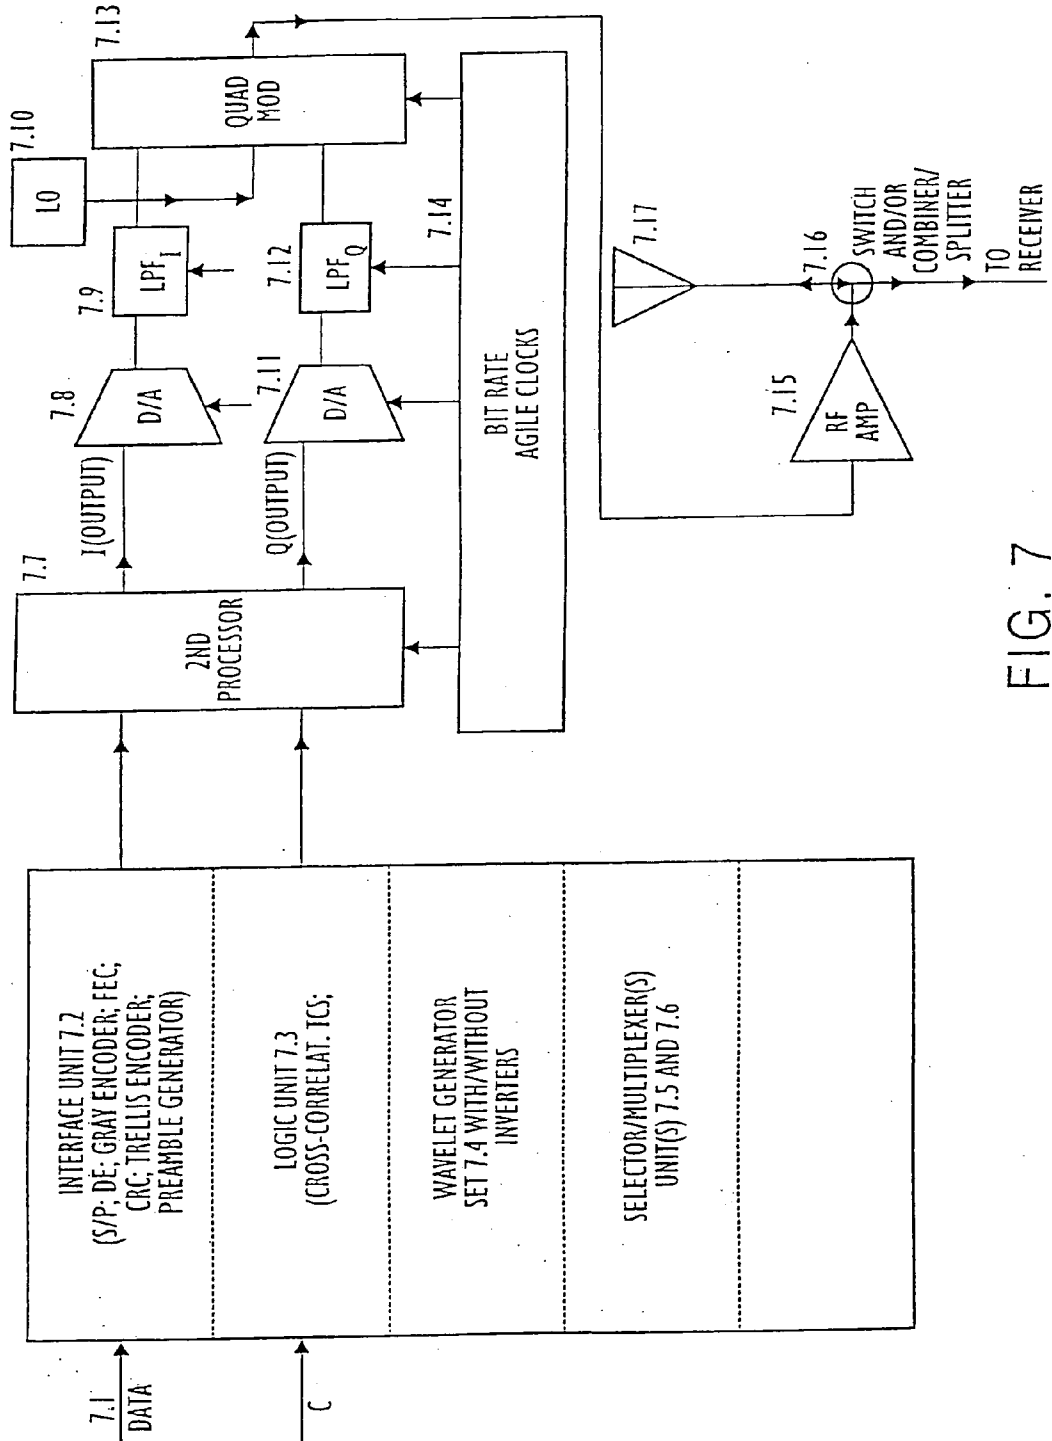 7.1
DATA
C
INTERFACE UNIT 7.2
(S/P; DE; GRAY ENCODER; FEC;
CRC; TRELLIS ENCODER;
PREAMBLE GENERATOR)
LOGIC UNIT 7.3
(CROSS-CORRELAT. TCS;
WAVELET GENERATOR
SET 7.4 WITH/WITHOUT
INVERTERS
SELECTOR/MULTIPLEXER(S)
UNIT(S) 7.5 AND 7.6
7.7
2ND
PROCESSOR
I(OUTPUT)
Q(OUTPUT)
7.8
D/A
7.11
D/A
7.9
LPF I
7.12
LPF Q
7.10
LO
7.13
QUAD
MOD
7.14
BIT RATE
AGILE CLOCKS
7.15
RF
AMP
7.16
SWITCH
AND/OR
COMBINER/
SPLITTER
TO
RECEIVER
7.17
FIG. 7